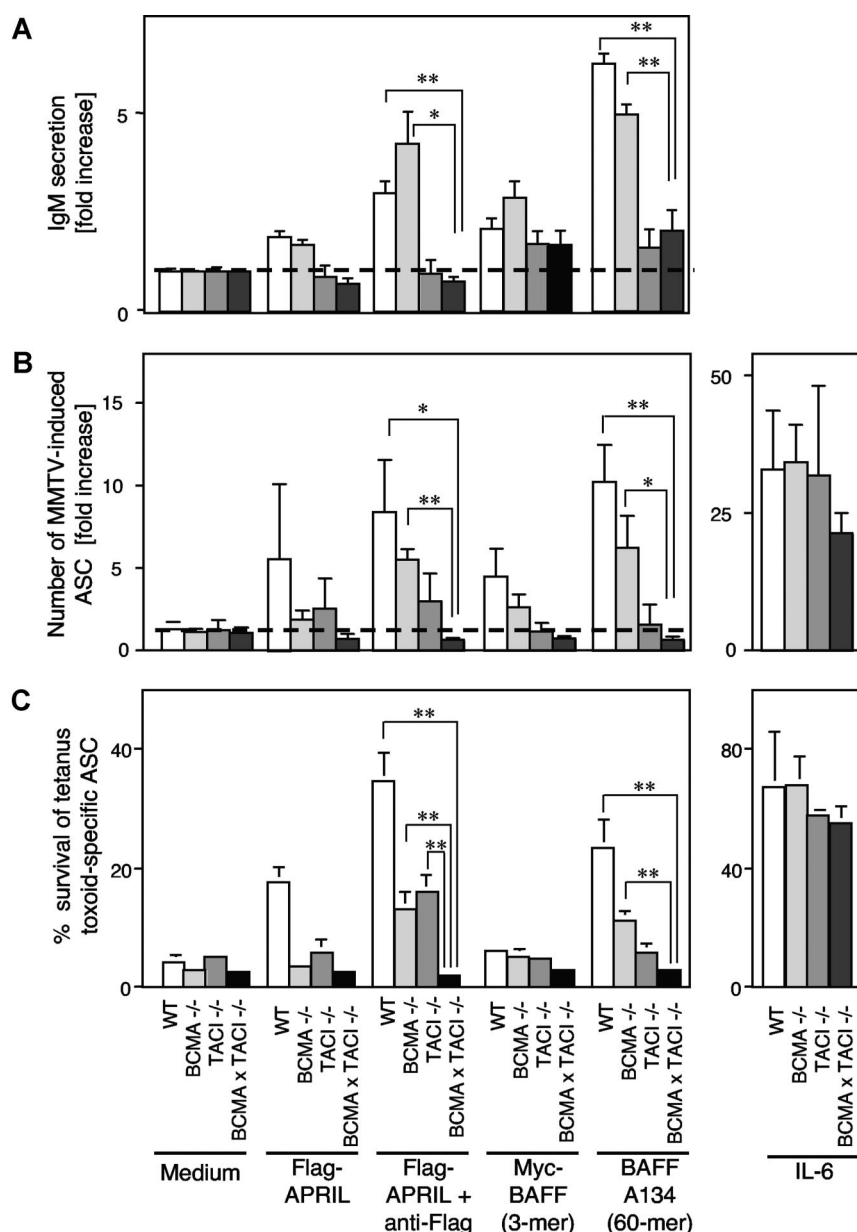 A
IgM secretion
[fold increase]
5
0
**
*
**
**
B
Number of MMTV-induced
ASC [fold increase]
15
10
5
0
*
**
**
*
50
25
0
C
% survival of tetanus
toxoid-specific ASC
40
20
0
**
**
**
**
**
80
40
0
WT
BCMA -/-
TACI -/-
BCMA x TACI -/-
WT
BCMA -/-
TACI -/-
BCMA x TACI -/-
WT
BCMA -/-
TACI -/-
BCMA x TACI -/-
WT
BCMA -/-
TACI -/-
BCMA x TACI -/-
WT
BCMA -/-
TACI -/-
BCMA x TACI -/-
WT
BCMA -/-
TACI -/-
BCMA x TACI -/-
Medium
Flag-
APRIL
Flag-
APRIL +
anti-Flag
Myc-
BAFF
(3-mer)
BAFF
A134
(60-mer)
IL-6